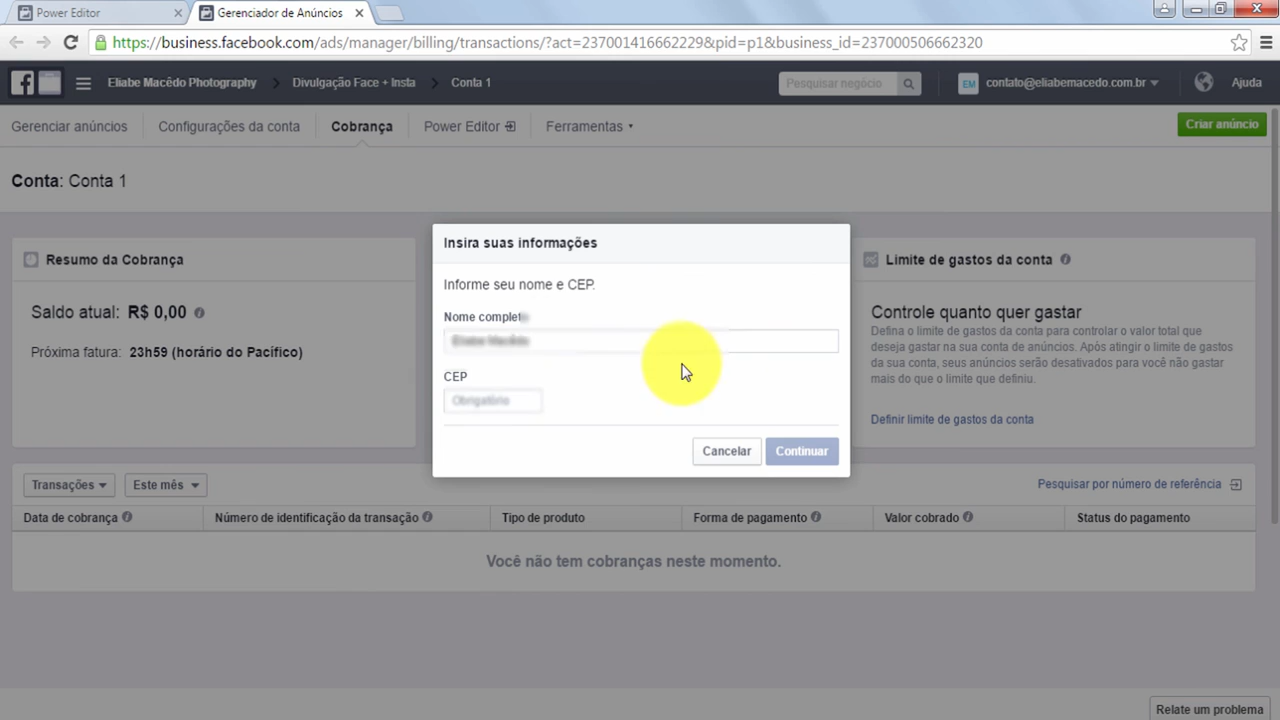 Power Editor
Gerenciador de Anúncios
https://business.facebook.com/ads/manager/billing/transactions/?act=237001416662229&pid=p1&business_id=237000506662320
Eliabe Macêdo Photography
Divulgação Face + Insta
Conta 1
Pesquisar negócio
EM
contato@eliabemacedo.com.br
Ajuda
Gerenciar anúncios
Configurações da conta
Cobrança
Power Editor
Ferramentas
Criar anúncio
Conta: Conta 1
Resumo da Cobrança
Saldo atual: R$ 0,00
Próxima fatura: 23h59 (horário do Pacífico)
Insira suas informações
Informe seu nome e CEP.
Nome completo
Eliabe Macêdo
CEP
Obrigatório
Cancelar
Continuar
Limite de gastos da conta
Controle quanto quer gastar
Defina o limite de gastos da conta para controlar o valor total que
deseja gastar na sua conta de anúncios. Após atingir o limite de gastos
da sua conta, seus anúncios serão desativados para você não gastar
mais do que o limite que definiu.
Definir limite de gastos da conta
Transações
Este mês
Pesquisar por número de referência
Data de cobrança
Número de identificação da transação
Tipo de produto
Forma de pagamento
Valor cobrado
Status do pagamento
Você não tem cobranças neste momento.
Relate um problema